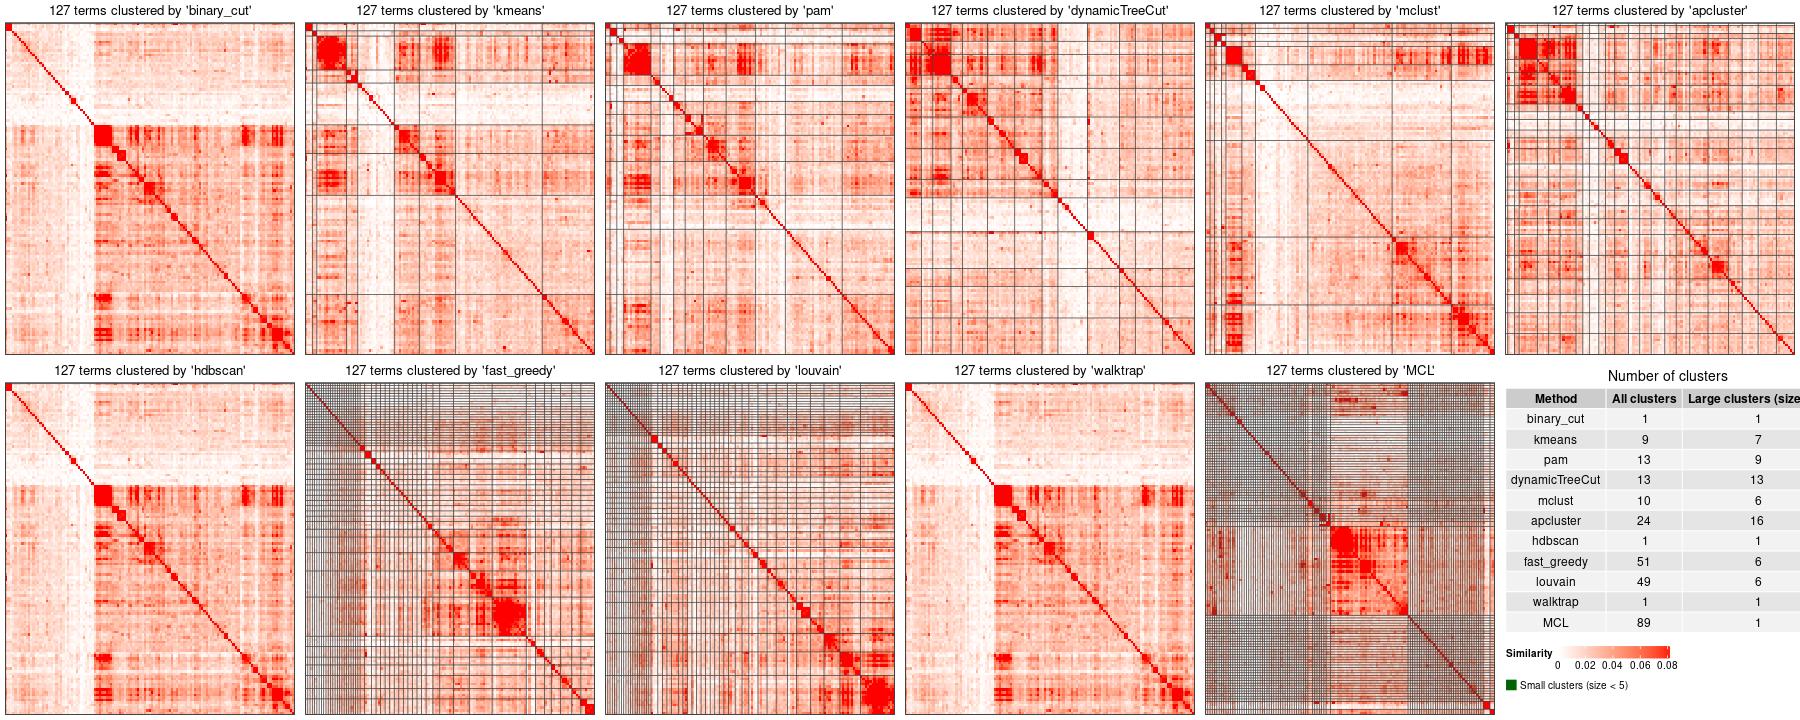 127 terms clustered by 'binary_cut'
127 terms clustered by 'kmeans'
127 terms clustered by 'pam'
127 terms clustered by 'dynamicTreeCut'
127 terms clustered by 'mclust'
127 terms clustered by 'apcluster'
127 terms clustered by 'hdbscan'
127 terms clustered by 'fast_greedy'
127 terms clustered by 'louvain'
127 terms clustered by 'walktrap'
127 terms clustered by 'MCL'
Number of clusters
Method All clusters Large clusters (size
binary_cut 1 1
kmeans 9 7
pam 13 9
dynamicTreeCut 13 13
mclust 10 6
apcluster 24 16
hdbscan 1 1
fast_greedy 51 6
louvain 49 6
walktrap 1 1
MCL 89 1
Similarity
0 0.02 0.04 0.06 0.08
Small clusters (size < 5)